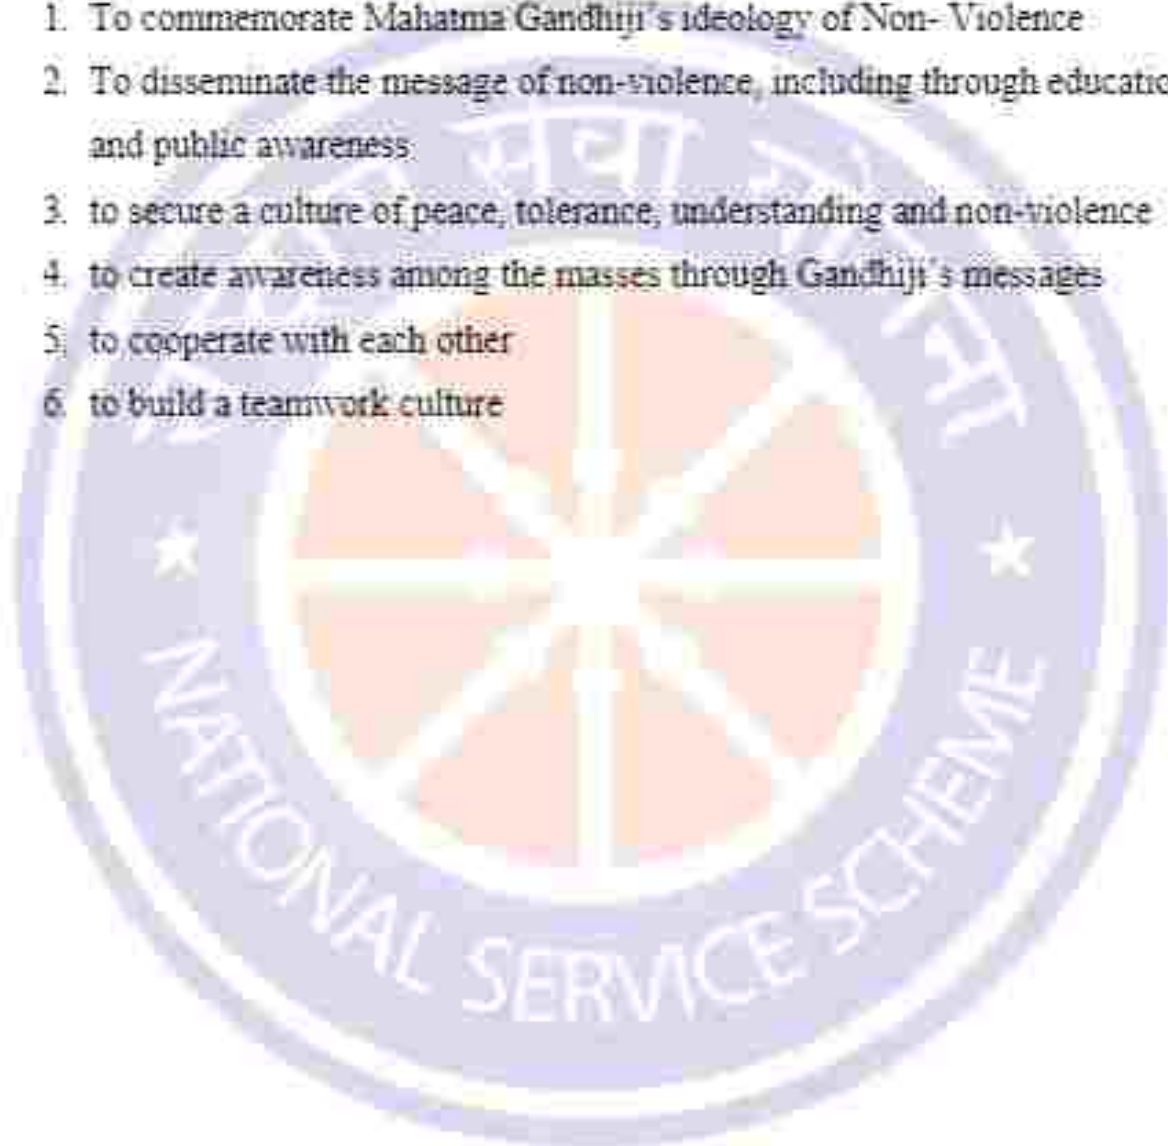 1. To commemorate Mahatma Gandhiji's ideology of Non- Violence
2. To disseminate the message of non-violence, including through educatio
and public awareness
3. to secure a culture of peace, tolerance, understanding and non-violence
4. to create awareness among the masses through Gandhiji's messages
5. to cooperate with each other
6. to build a teamwork culture
सेवा योजना
NATIONAL SERVICE SCHEME